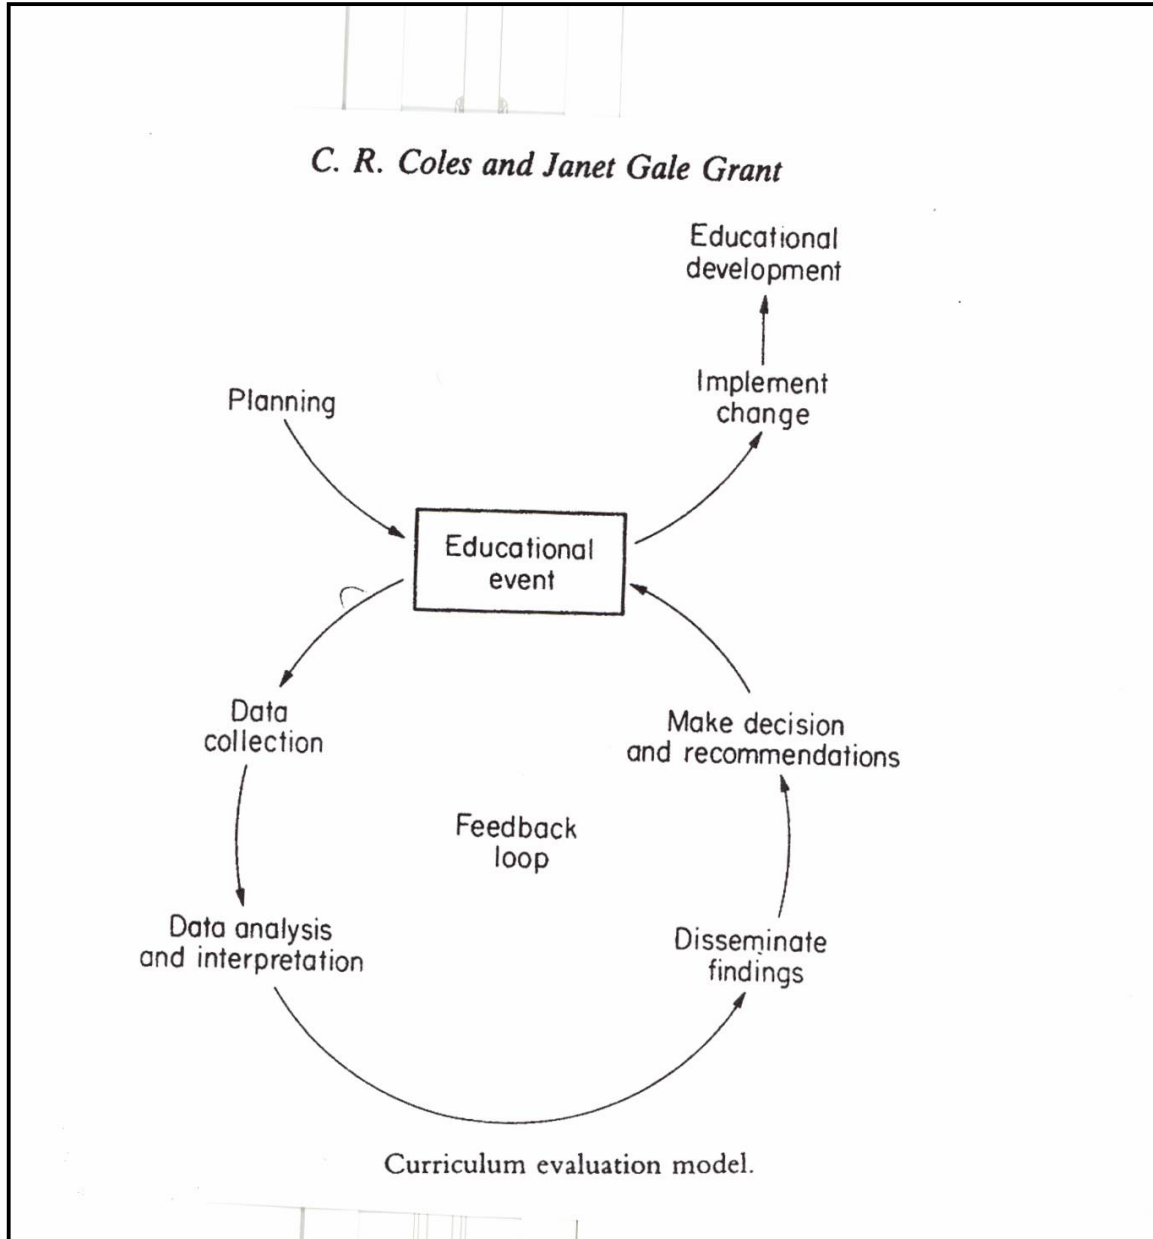 C. R. Coles and Janet Gale Grant
Educational
development
Implement
change
Planning
Educational
event
Data
collection
Make decision
and recommendations
Feedback
loop
Data analysis
and interpretation
Disseminate
findings
Curriculum evaluation model.